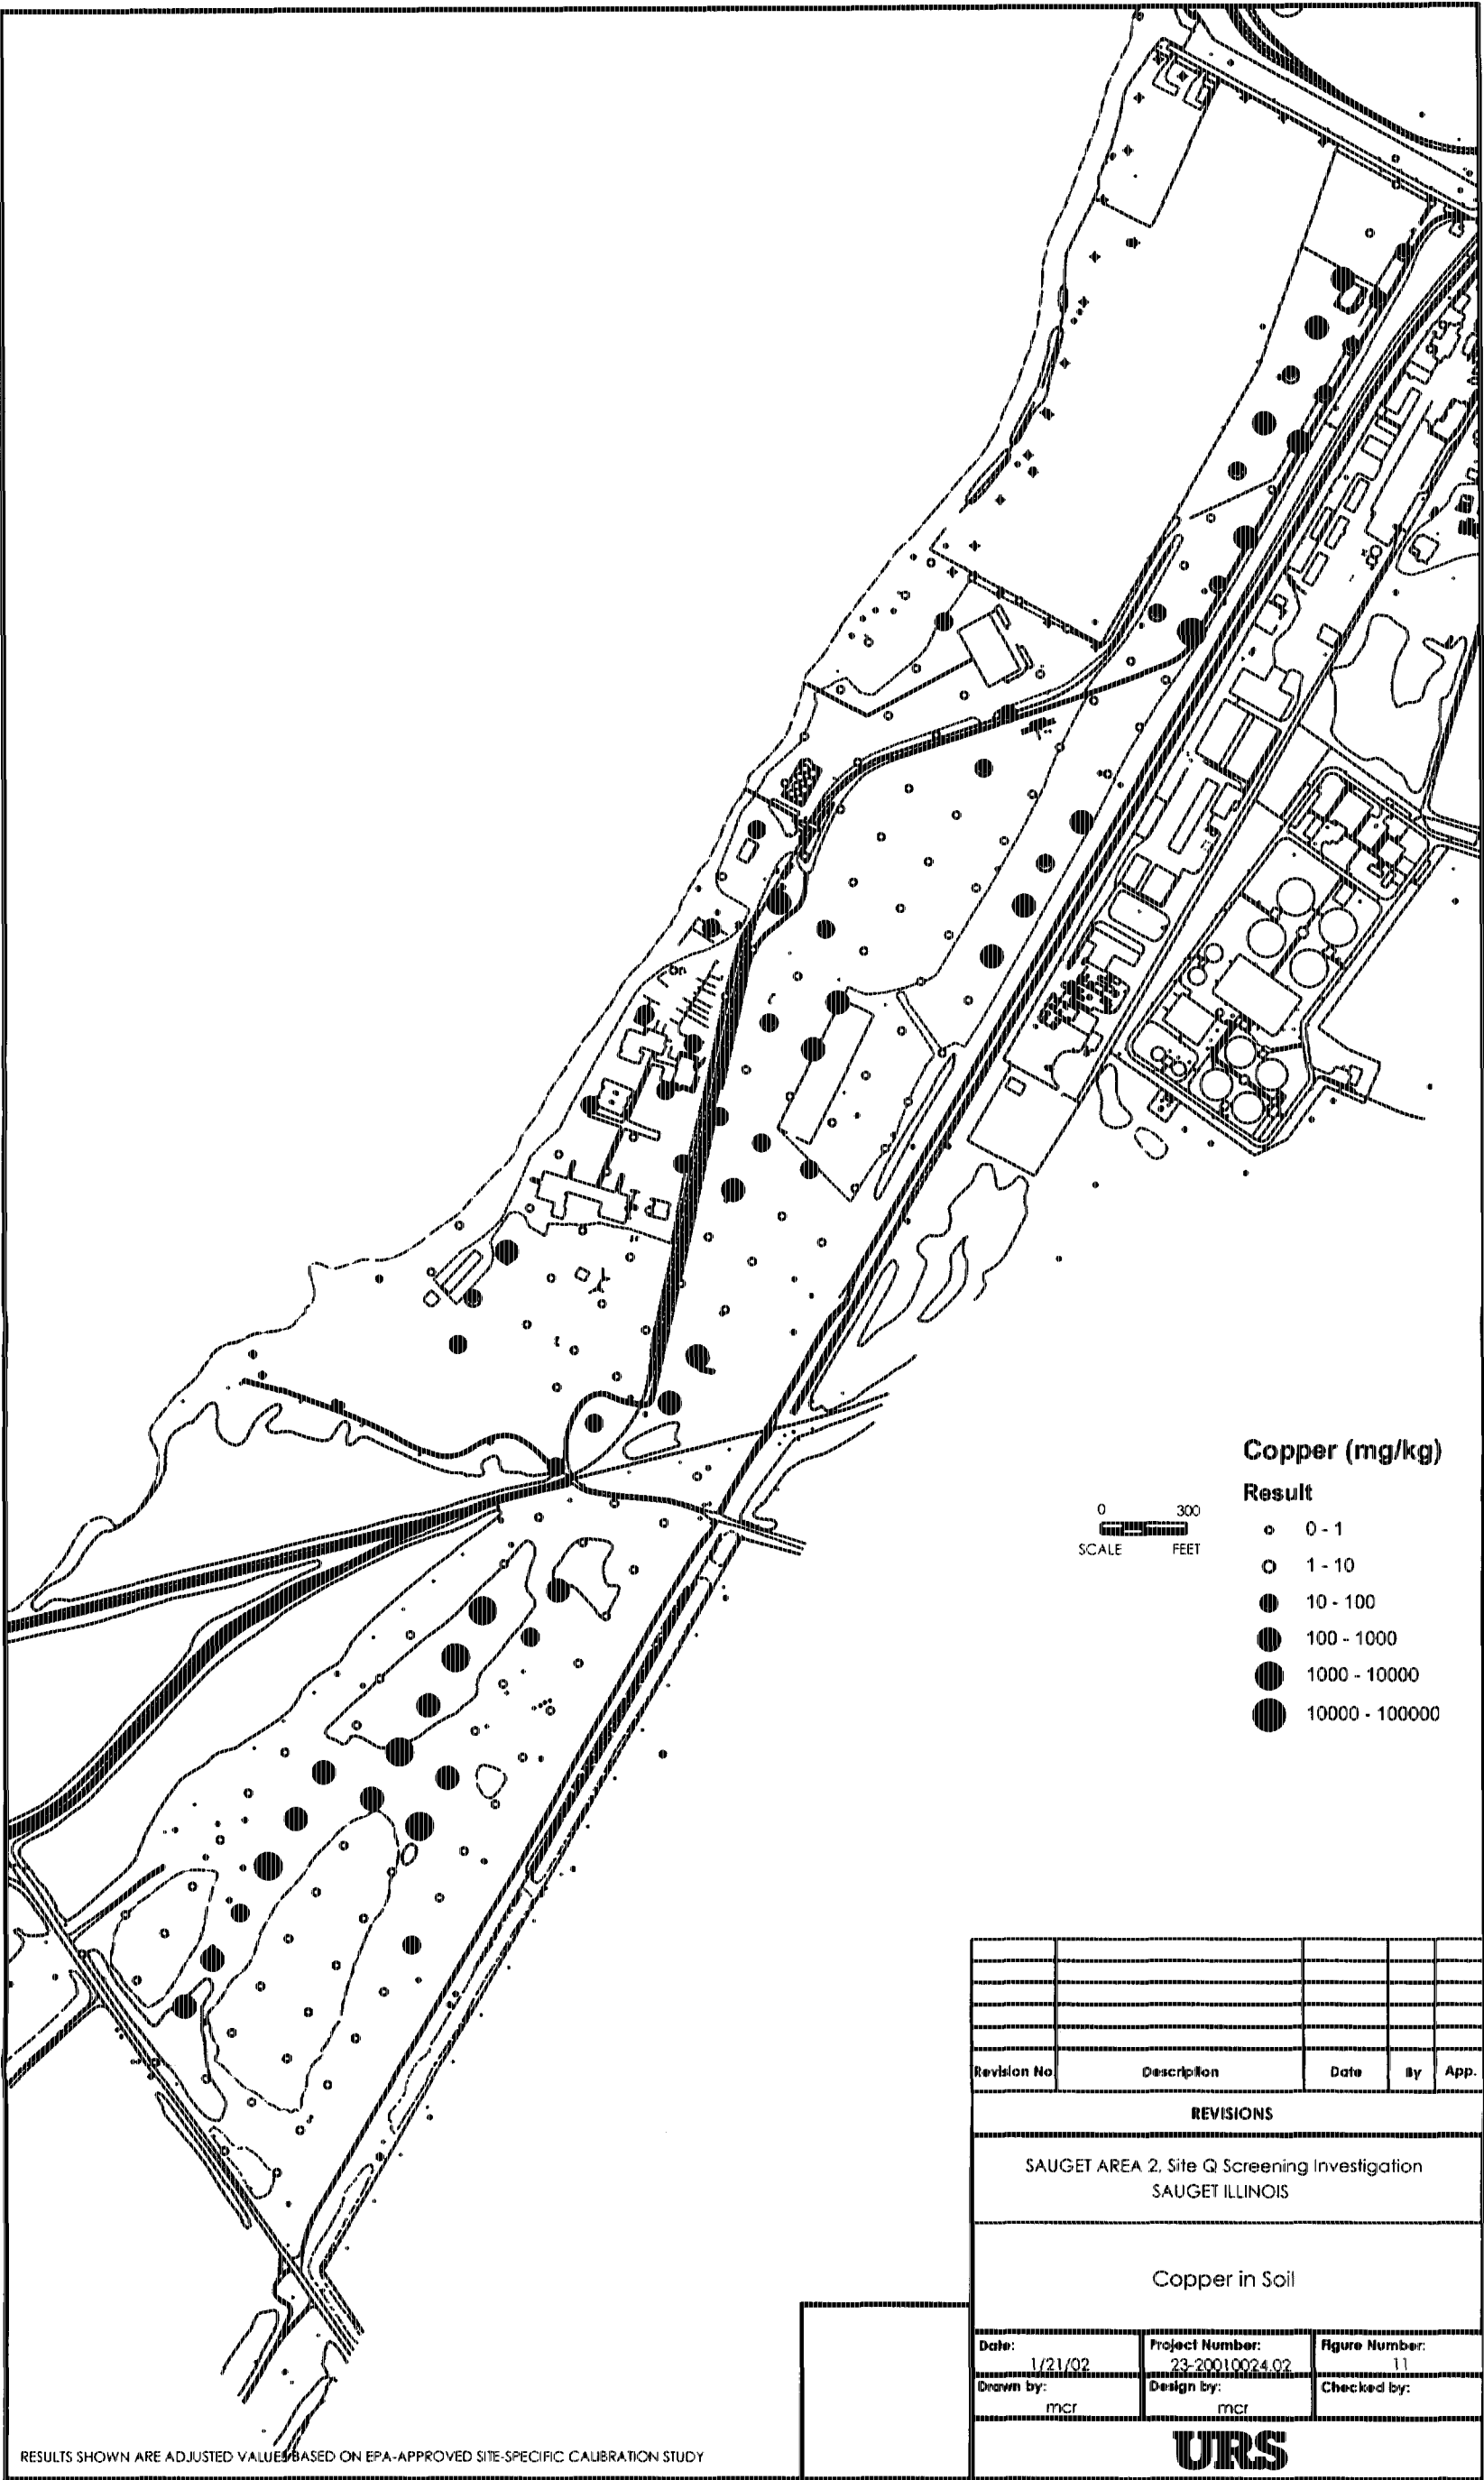 Copper (mg/kg)
Result
0 - 1
1 - 10
10 - 100
100 - 1000
1000 - 10000
10000 - 100000
0 300
SCALE FEET
Revision No Description Date By App.
REVISIONS
SAUGET AREA 2, Site Q Screening Investigation
SAUGET ILLINOIS
Copper in Soil
Date: Project Number: Figure Number:
1/21/02 23-20010024.02 11
Drawn by: Design by: Checked by:
mcr mcr
URS
RESULTS SHOWN ARE ADJUSTED VALUES BASED ON EPA-APPROVED SITE-SPECIFIC CALIBRATION STUDY